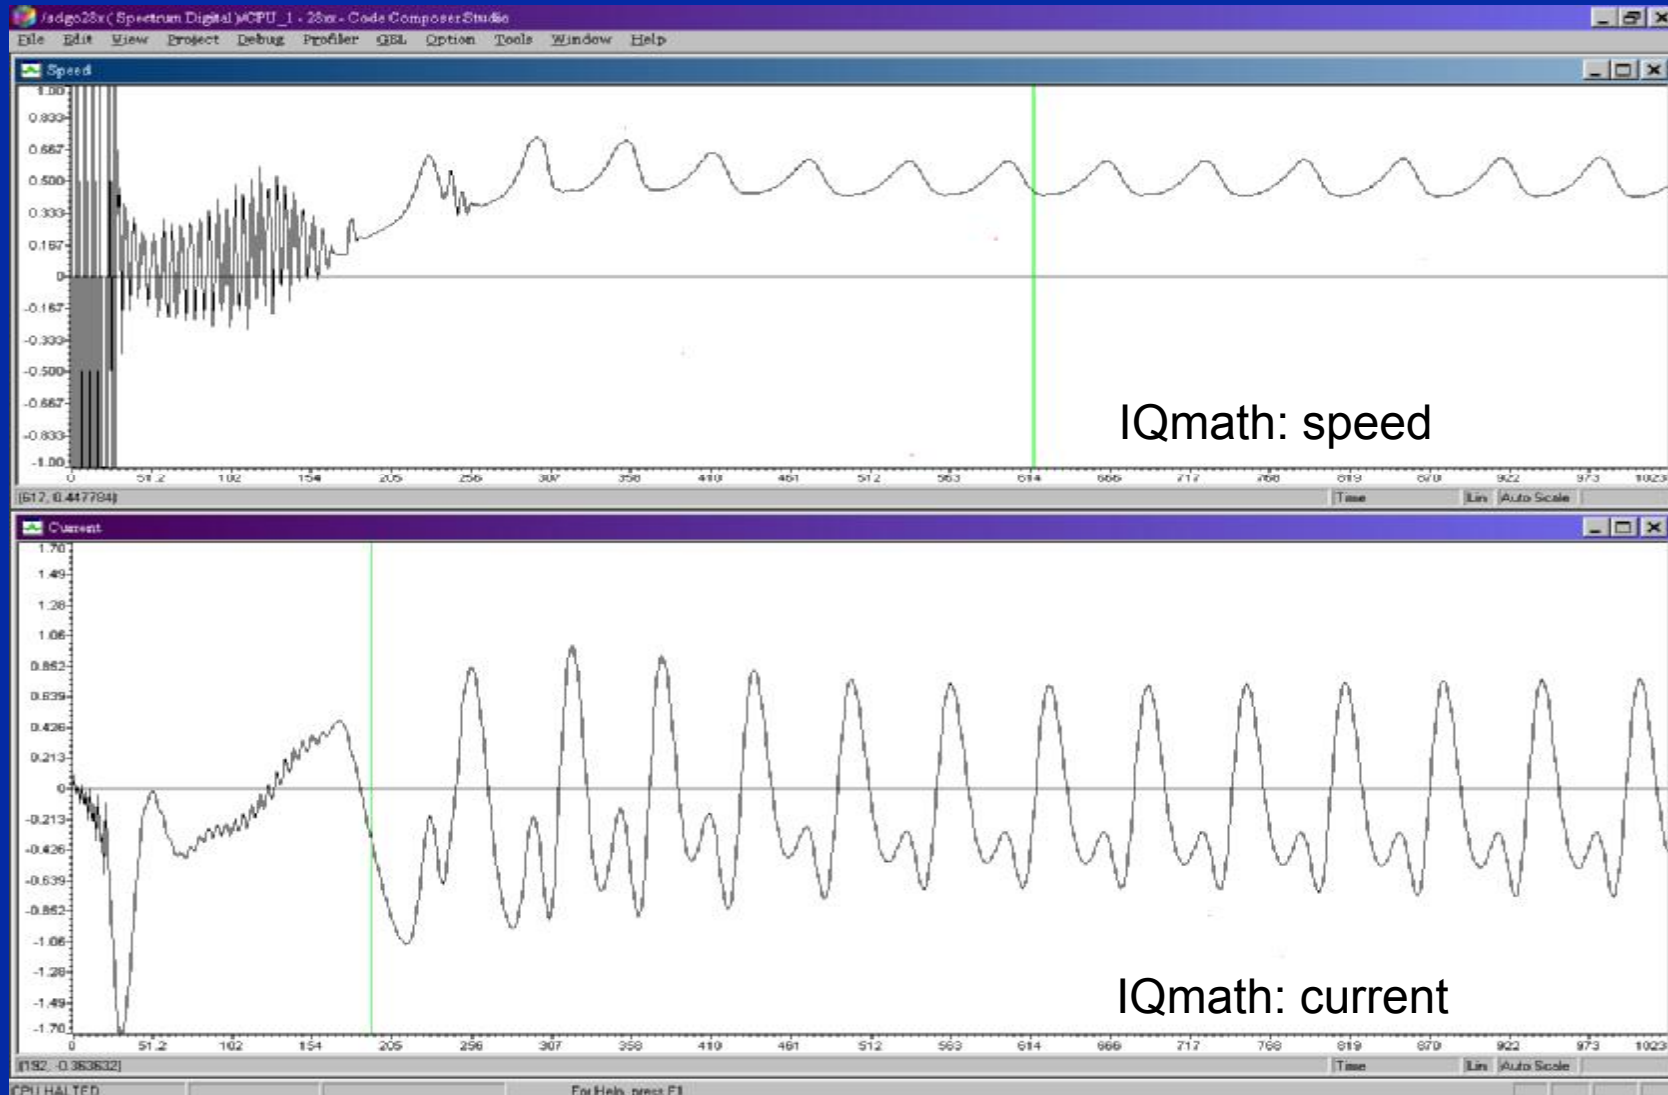 /sdgo28x ( Spectrum Digital )/CPU_1 - 28xx - Code Composer Studio
File Edit View Project Debug Profiler GEL Option Tools Window Help
Speed
1.00
0.833
0.667
0.500
0.333
0.167
0
-0.167
-0.333
-0.500
-0.667
-0.833
-1.00
IQmath: speed
0 51.2 102 154 205 256 307 358 410 461 512 563 614 666 717 768 819 870 922 973 1023
(617, 0.447784) Time Lin Auto Scale
Current
1.70
1.49
1.28
1.06
0.852
0.639
0.426
0.213
0
-0.213
-0.426
-0.639
-0.852
-1.06
-1.28
-1.49
-1.70
IQmath: current
0 51.2 102 154 205 256 307 358 410 461 512 563 614 666 717 768 819 870 922 973 1023
(192, -0.363632) Time Lin Auto Scale
CPU HALTED For Help, press F1